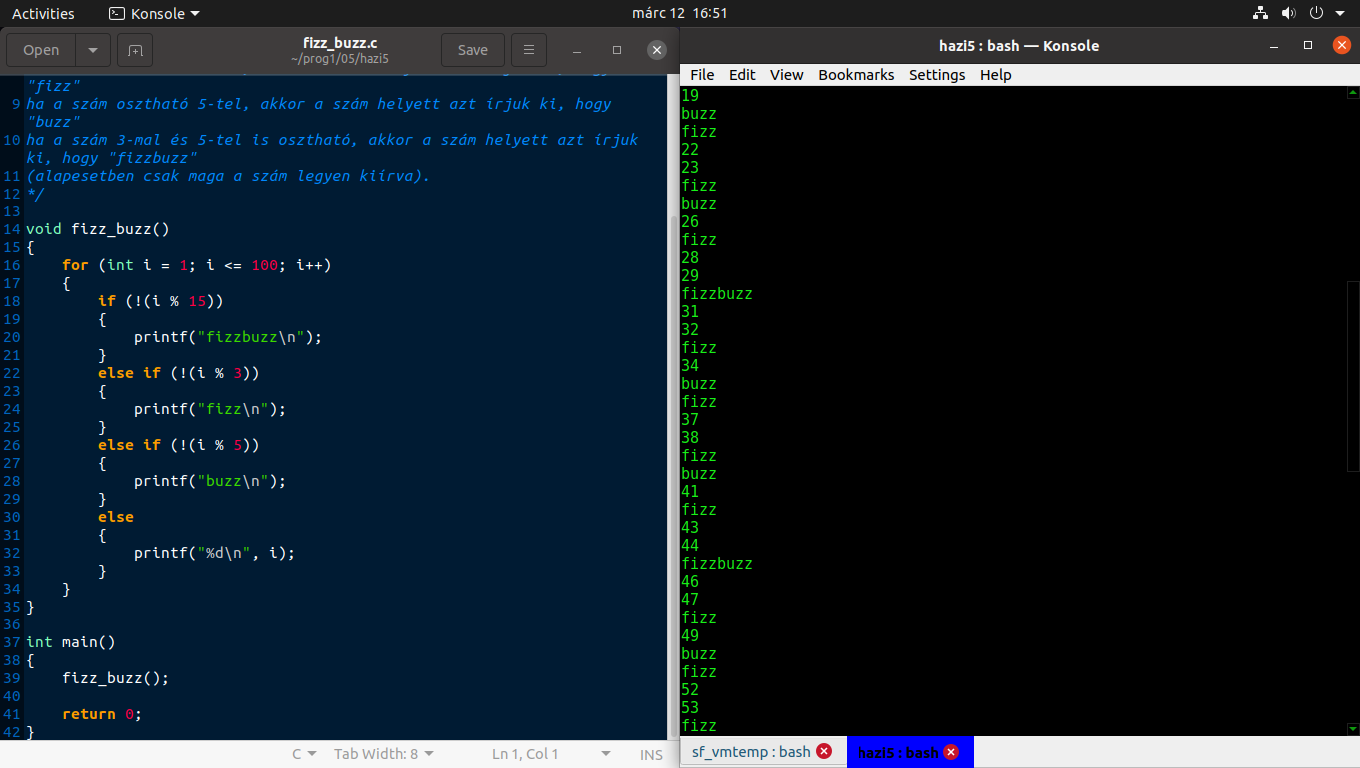 Activities
Konsole
márc 12 16:51
Open
fizz_buzz.c
~/prog1/05/hazi5
Save
"fizz"
9 ha a szám osztható 5-tel, akkor a szám helyett azt írjuk ki, hogy
"buzz"
10 ha a szám 3-mal és 5-tel is osztható, akkor a szám helyett azt írjuk
ki, hogy "fizzbuzz"
11 (alapesetben csak maga a szám legyen kiírva).
12 */
13
14 void fizz_buzz()
15 {
16     for (int i = 1; i <= 100; i++)
17     {
18         if (!(i % 15))
19         {
20             printf("fizzbuzz\n");
21         }
22         else if (!(i % 3))
23         {
24             printf("fizz\n");
25         }
26         else if (!(i % 5))
27         {
28             printf("buzz\n");
29         }
30         else
31         {
32             printf("%d\n", i);
33         }
34     }
35 }
36
37 int main()
38 {
39     fizz_buzz();
40
41     return 0;
42 }
C
Tab Width: 8
Ln 1, Col 1
INS
hazi5 : bash — Konsole
File Edit View Bookmarks Settings Help
19
buzz
fizz
22
23
fizz
buzz
26
fizz
28
29
fizzbuzz
31
32
fizz
34
buzz
fizz
37
38
fizz
buzz
41
fizz
43
44
fizzbuzz
46
47
fizz
49
buzz
fizz
52
53
fizz
sf_vmtemp : bash
hazi5 : bash